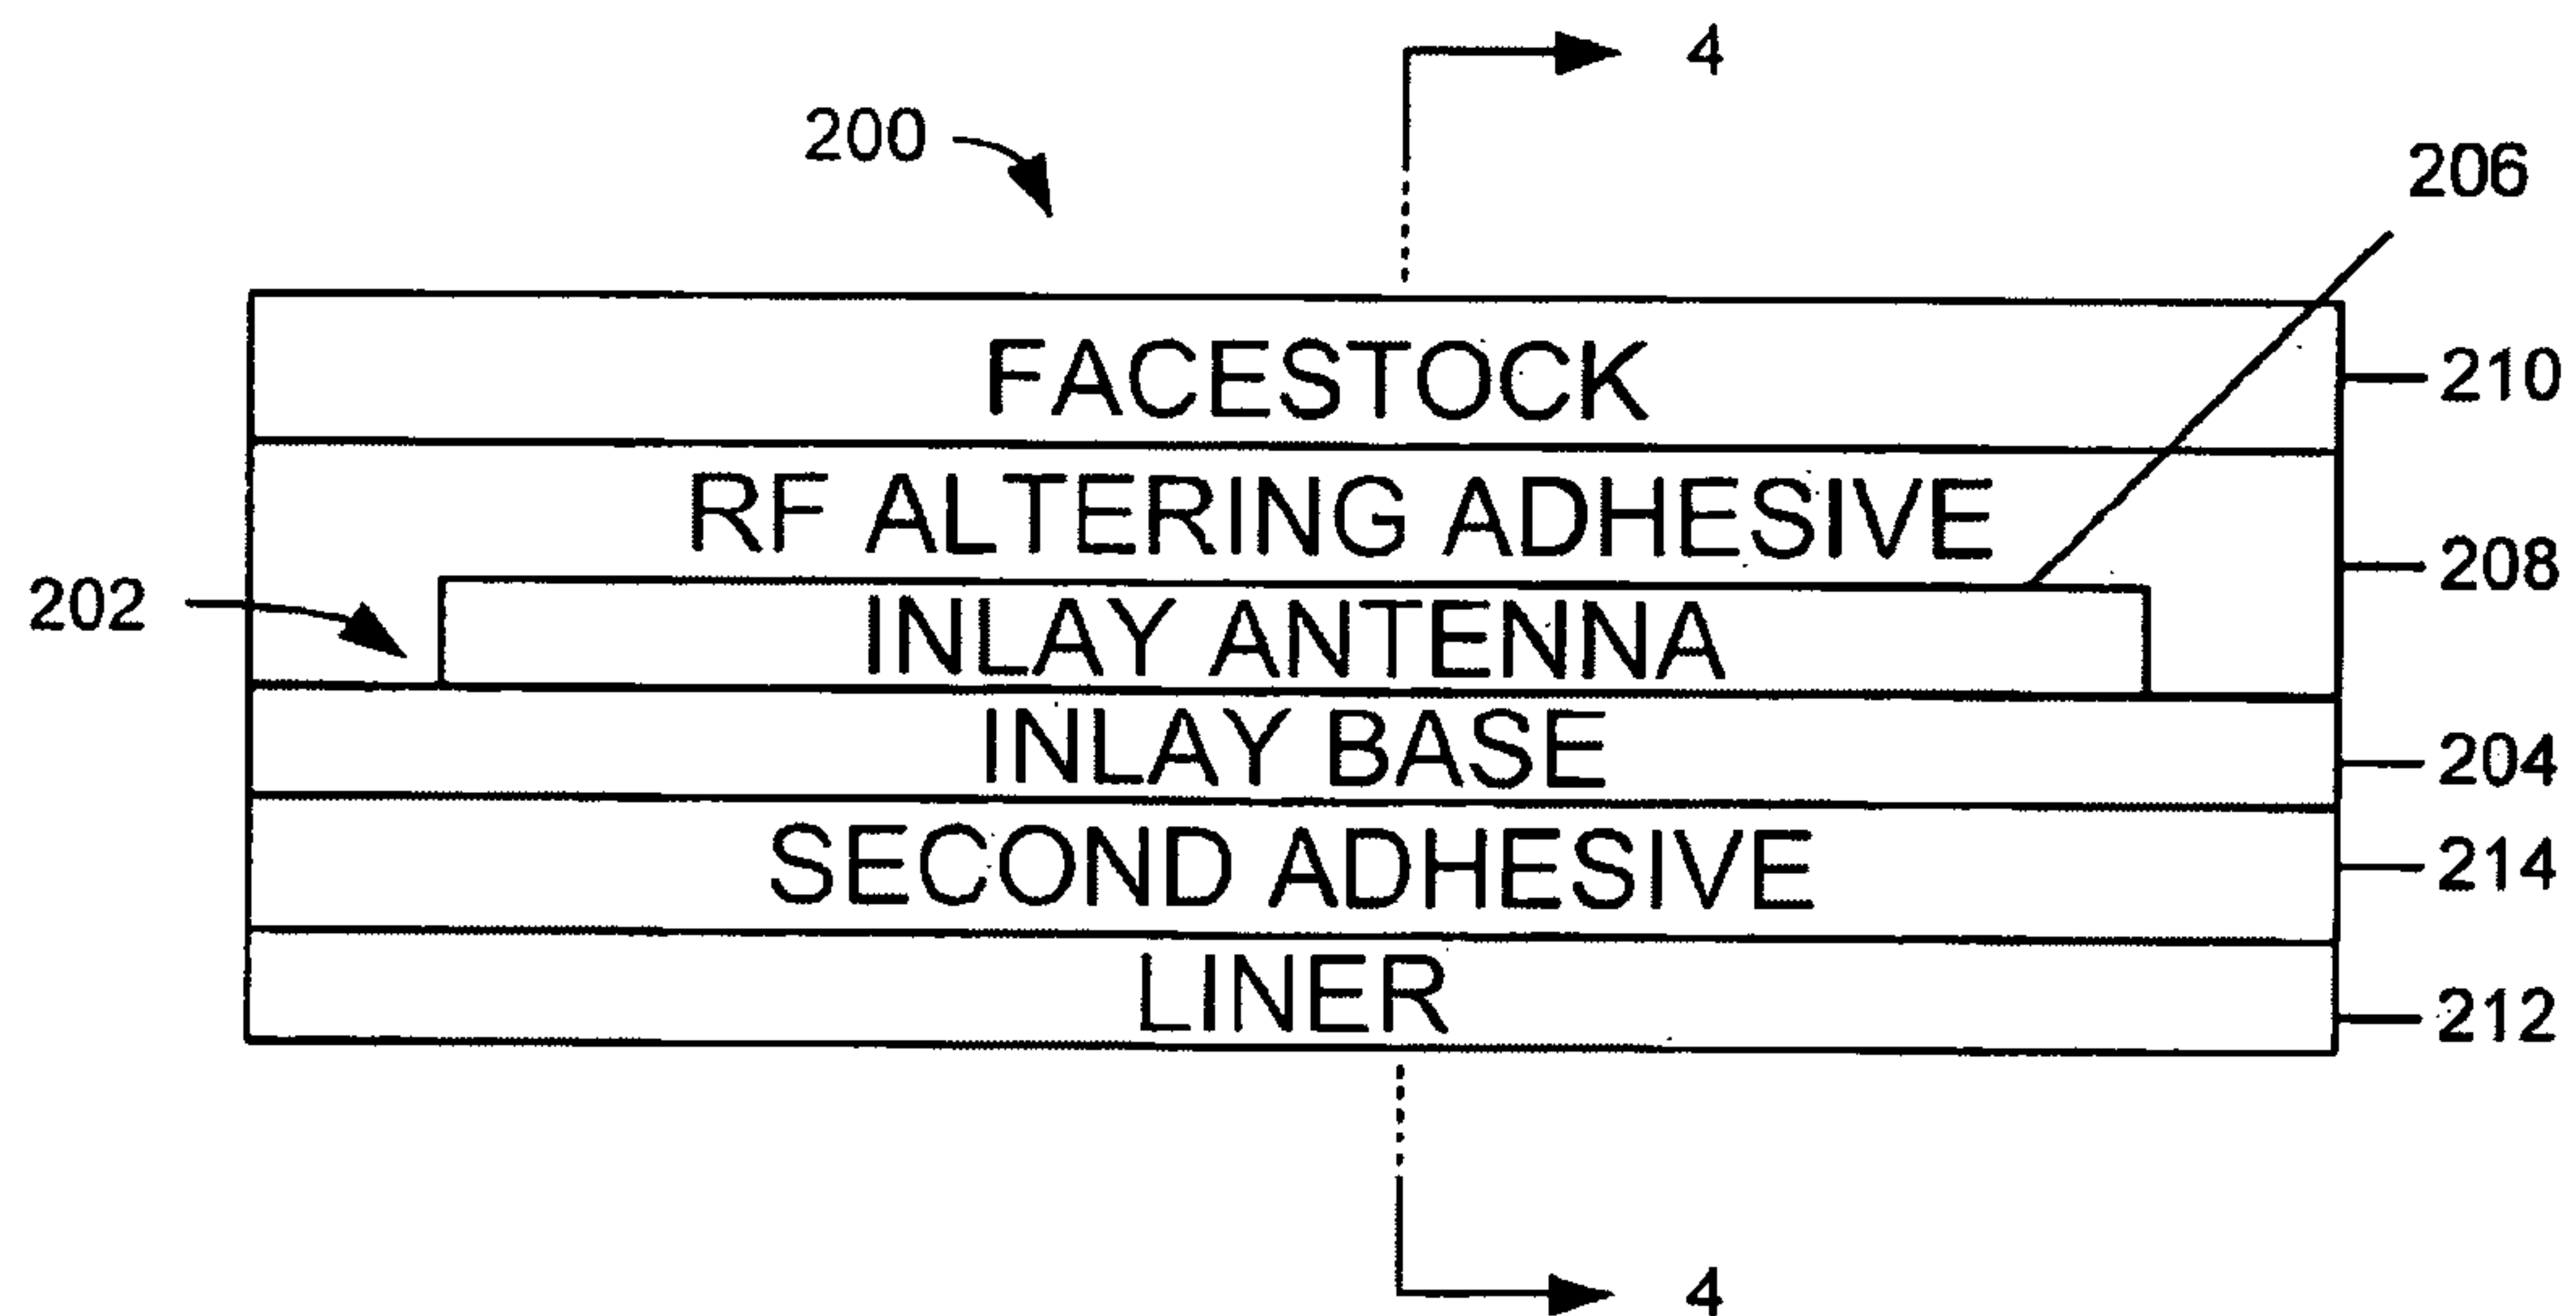 4
200
206
FACESTOCK
210
RF ALTERING ADHESIVE
208
202
INLAY ANTENNA
INLAY BASE
204
SECOND ADHESIVE
214
LINER
212
4